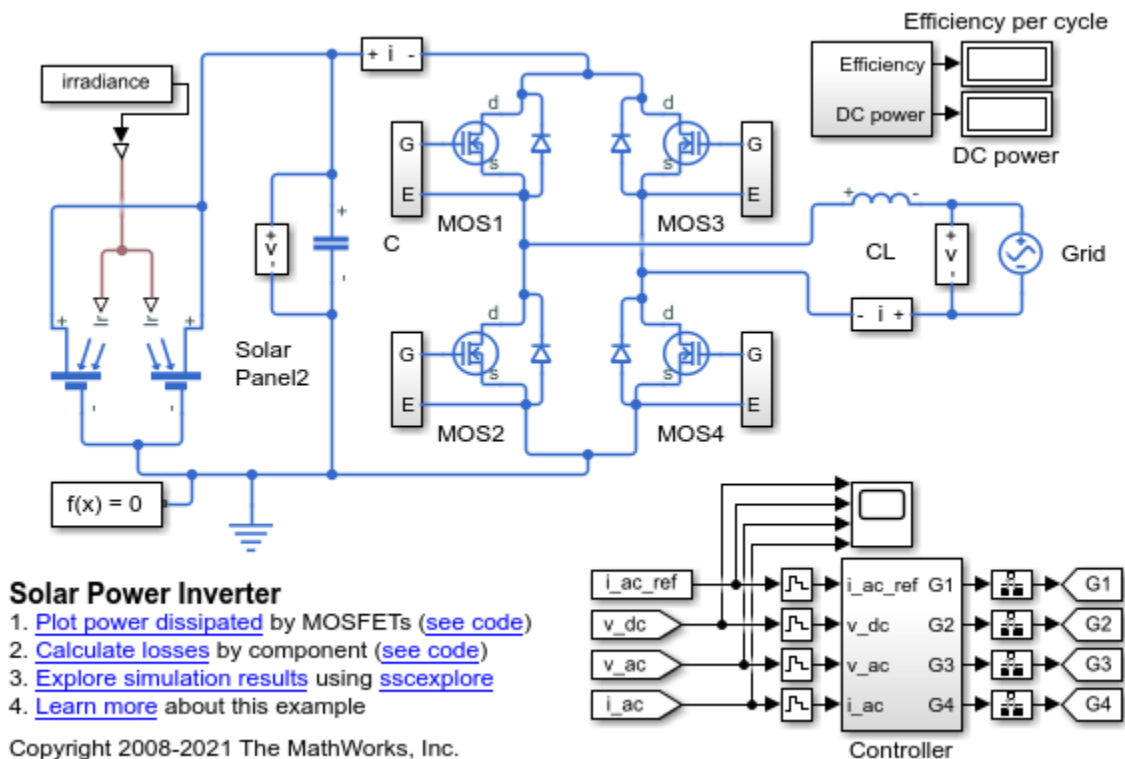 Efficiency per cycle
irradiance
+ i -
Efficiency
DC power
DC power
d
d
G
G
s
s
E
E
MOS1
MOS3
+
-
+
v
-
+
-
C
CL
+
v
-
Grid
- i +
Ir
Ir
+
+
-
-
Solar
Panel2
d
d
G
G
s
s
E
E
MOS2
MOS4
f(x) = 0
Solar Power Inverter
1. Plot power dissipated by MOSFETs (see code)
2. Calculate losses by component (see code)
3. Explore simulation results using sscexplore
4. Learn more about this example
Copyright 2008-2021 The MathWorks, Inc.
i_ac_ref
i_ac_ref G1
G1
v_dc
v_dc G2
G2
v_ac
v_ac G3
G3
i_ac
i_ac G4
G4
Controller